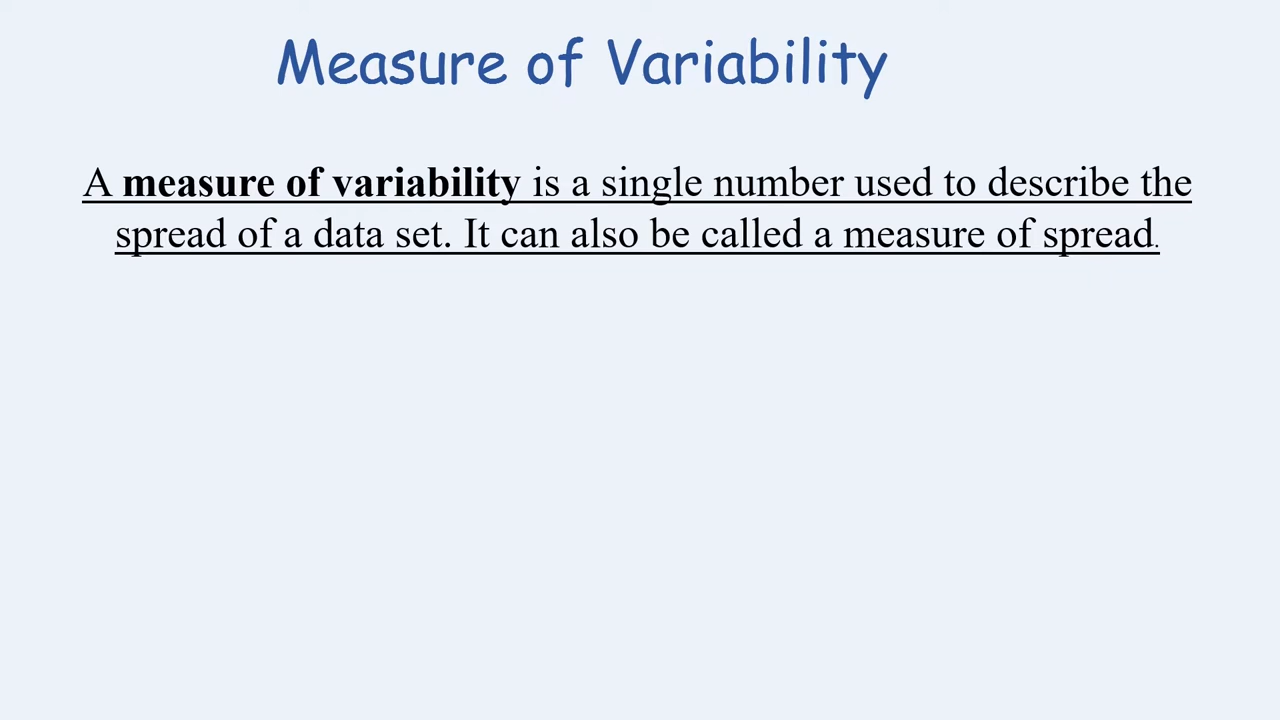 Measure of Variability
A measure of variability is a single number used to describe the
spread of a data set. It can also be called a measure of spread.